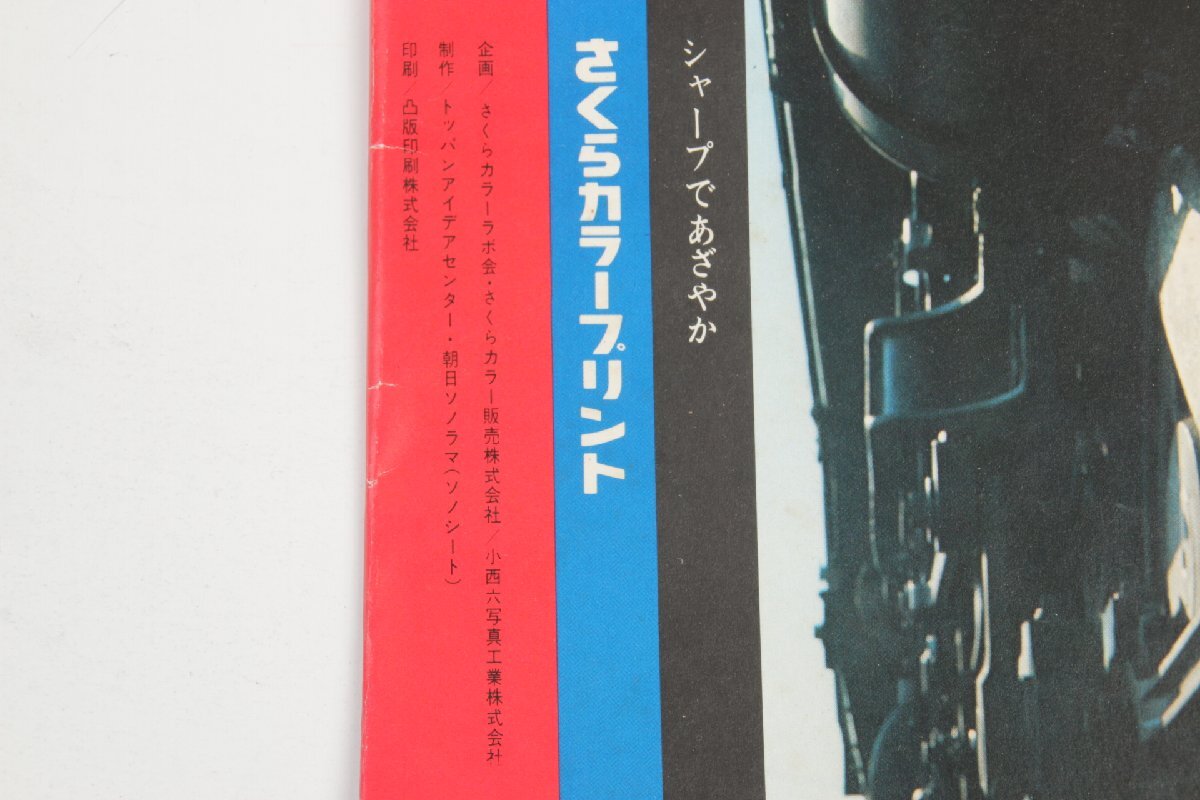 シャープであざやか
さくらカラープリント
企画/さくらカラーラボ会・さくらカラー販売株式会社/小西六写真工業株式会社
制作/トッパンアイデアセンター・朝日ソノラマ(ソノシート)
印刷/凸版印刷株式会社